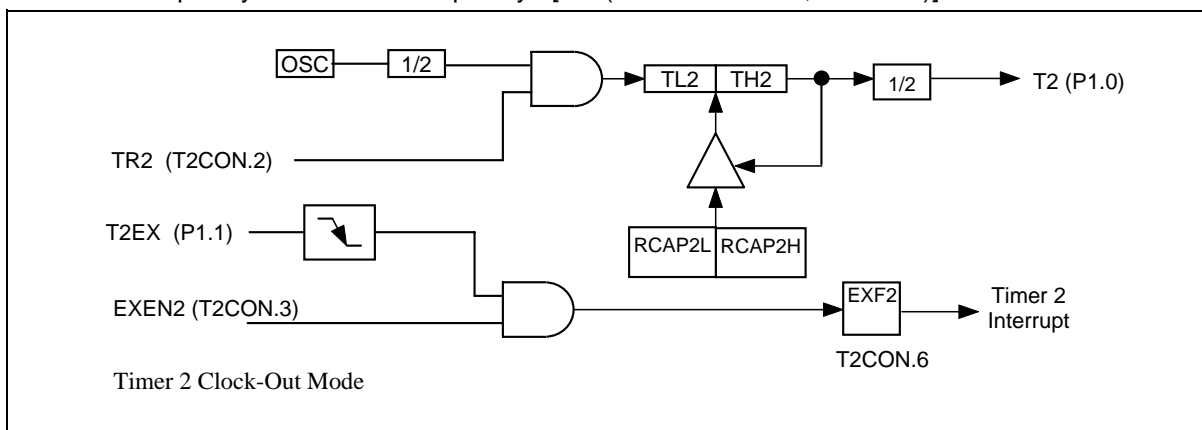 OSC
1/2
TL2
TH2
1/2
T2 (P1.0)
TR2 (T2CON.2)
T2EX (P1.1)
RCAP2L
RCAP2H
EXEN2 (T2CON.3)
EXF2
Timer 2
Interrupt
T2CON.6
Timer 2 Clock-Out Mode